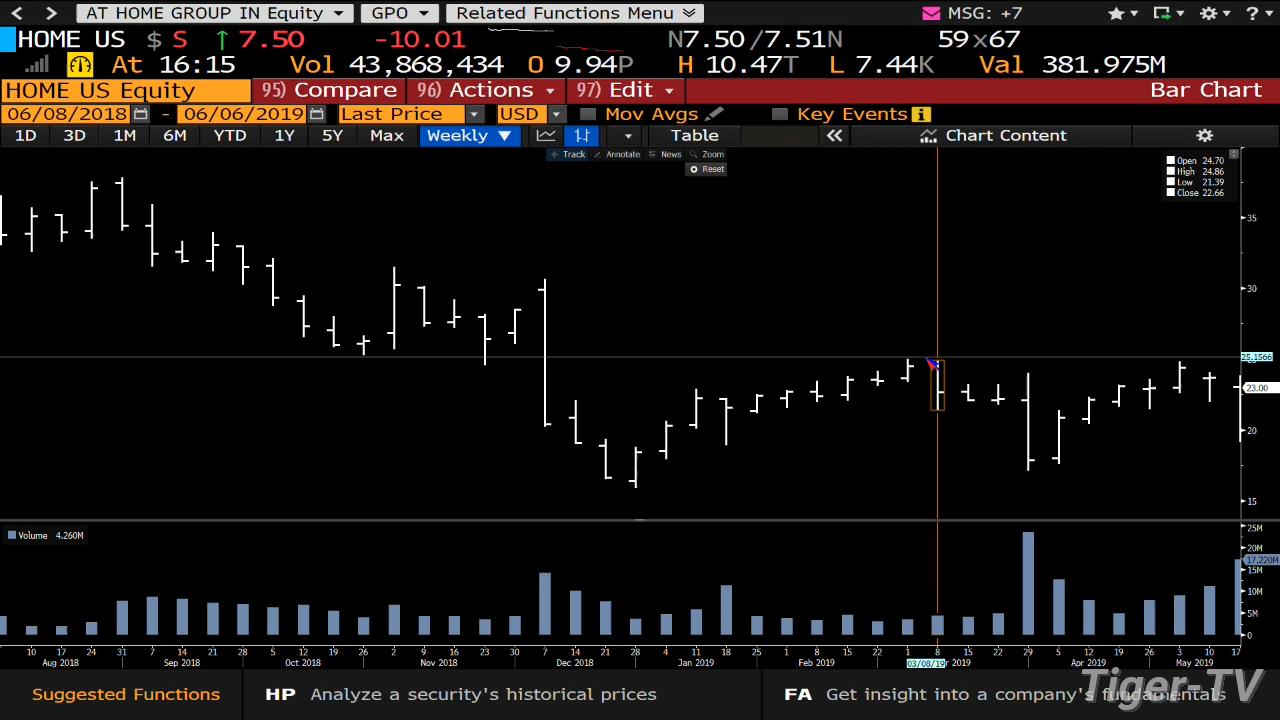 AT HOME GROUP IN Equity GPO Related Functions Menu MSG: +7
HOME US $ S ↑ 7.50 -10.01 N7.50/7.51N 59x67
At 16:15 Vol 43,868,434 O 9.94P H 10.47T L 7.44K Val 381.975M
HOME US Equity 95) Compare 96) Actions 97) Edit Bar Chart
06/08/2018 - 06/06/2019 Last Price USD Mov Avgs Key Events i
1D 3D 1M 6M YTD 1Y 5Y Max Weekly ▼ Table « Chart Content
Track Annotate News Zoom
Reset
Open 24.70
High 24.86
Low 21.39
Close 22.66
35
30
25.1566
23.00
20
15
Volume 4.260M
25M
20M
17.220M
15M
10M
5M
0
10 17 24 31 7 14 21 28 5 12 19 26 2 9 16 23 30 7 14 21 28 4 11 18 25 1 8 15 22 1 8 15 22 29 5 12 19 26 3 10 17
Aug 2018 Sep 2018 Oct 2018 Nov 2018 Dec 2018 Jan 2019 Feb 2019 03/08/19 r 2019 Apr 2019 May 2019
Suggested Functions HP Analyze a security's historical prices FA Get insight into a company's fundamentals
Tiger-TV